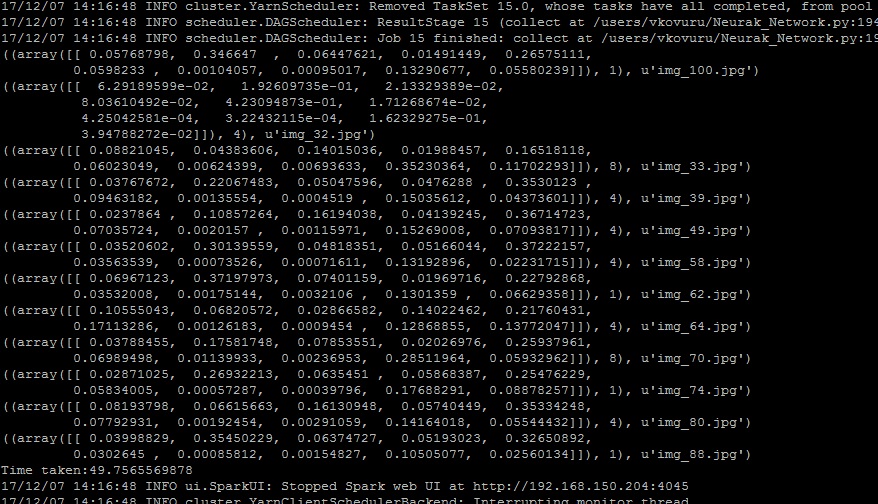 17/12/07 14:16:48 INFO cluster.YarnScheduler: Removed TaskSet 15.0, whose tasks have all completed, from pool
17/12/07 14:16:48 INFO scheduler.DAGScheduler: ResultStage 15 (collect at /users/vkovuru/Neurak_Network.py:194
17/12/07 14:16:48 INFO scheduler.DAGScheduler: Job 15 finished: collect at /users/vkovuru/Neurak_Network.py:19
((array([[ 0.05768798, 0.346647 , 0.06447621, 0.01491449, 0.26575111,
0.0598233 , 0.00104057, 0.00095017, 0.13290677, 0.05580239]]), 1), u'img_100.jpg')
((array([[ 6.29189599e-02, 1.92609735e-01, 2.13329389e-02,
8.03610492e-02, 4.23094873e-01, 1.71268674e-02,
4.25042581e-04, 3.22432115e-04, 1.62329275e-01,
3.94788272e-02]]), 4), u'img_32.jpg')
((array([[ 0.08821045, 0.04383606, 0.14015036, 0.01988457, 0.16518118,
0.06023049, 0.00624399, 0.00693633, 0.35230364, 0.11702293]]), 8), u'img_33.jpg')
((array([[ 0.03767672, 0.22067483, 0.05047596, 0.0476288 , 0.3530123 ,
0.09463182, 0.00135554, 0.0004519 , 0.15035612, 0.04373601]]), 4), u'img_39.jpg')
((array([[ 0.0237864 , 0.10857264, 0.16194038, 0.04139245, 0.36714723,
0.07035724, 0.0020157 , 0.00115971, 0.15269008, 0.07093817]]), 4), u'img_49.jpg')
((array([[ 0.03520602, 0.30139559, 0.04818351, 0.05166044, 0.37222157,
0.03563539, 0.00073526, 0.00071611, 0.13192896, 0.02231715]]), 4), u'img_58.jpg')
((array([[ 0.06967123, 0.37197973, 0.07401159, 0.01969716, 0.22792868,
0.03532008, 0.00175144, 0.0032106 , 0.1301359 , 0.06629358]]), 1), u'img_62.jpg')
((array([[ 0.10555043, 0.06820572, 0.02866582, 0.14022462, 0.21760431,
0.17113286, 0.00126183, 0.0009454 , 0.12868855, 0.13772047]]), 4), u'img_64.jpg')
((array([[ 0.03788455, 0.17581748, 0.07853551, 0.02026976, 0.25937961,
0.06989498, 0.01139933, 0.00236953, 0.28511964, 0.05932962]]), 8), u'img_70.jpg')
((array([[ 0.02871025, 0.26932213, 0.0635451 , 0.05868387, 0.25476229,
0.05834005, 0.00057287, 0.00039796, 0.17688291, 0.08878257]]), 1), u'img_74.jpg')
((array([[ 0.08193798, 0.06615663, 0.16130948, 0.05740449, 0.35334248,
0.07792931, 0.00192454, 0.00291059, 0.14164018, 0.05544432]]), 4), u'img_80.jpg')
((array([[ 0.03998829, 0.35450229, 0.06374727, 0.05193023, 0.32650892,
0.0302645 , 0.00085812, 0.00154827, 0.10505077, 0.02560134]]), 1), u'img_88.jpg')
Time taken:49.7565569878
17/12/07 14:16:48 INFO ui.SparkUI: Stopped Spark web UI at http://192.168.150.204:4045
17/12/07 14:16:48 INFO cluster.YarnClientSchedulerBackend: Interrupting monitor thread